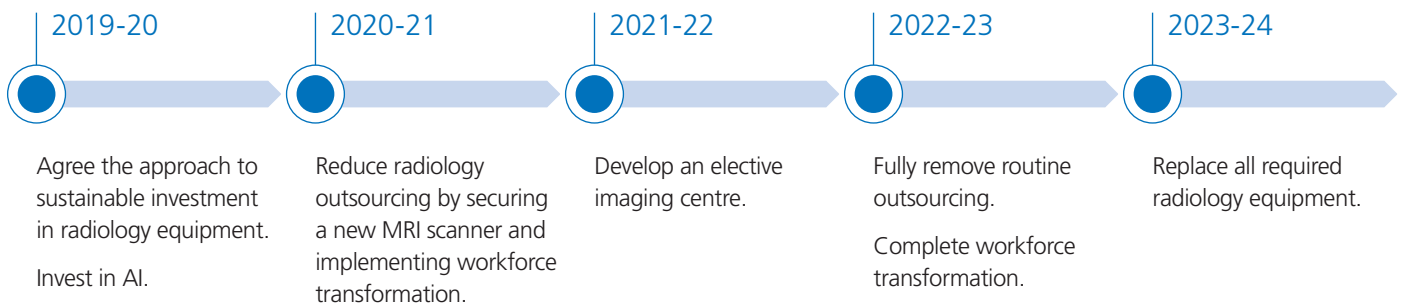 2019-20
Agree the approach to
sustainable investment
in radiology equipment.
Invest in AI.
2020-21
Reduce radiology
outsourcing by securing
a new MRI scanner and
implementing workforce
transformation.
2021-22
Develop an elective
imaging centre.
2022-23
Fully remove routine
outsourcing.
Complete workforce
transformation.
2023-24
Replace all required
radiology equipment.